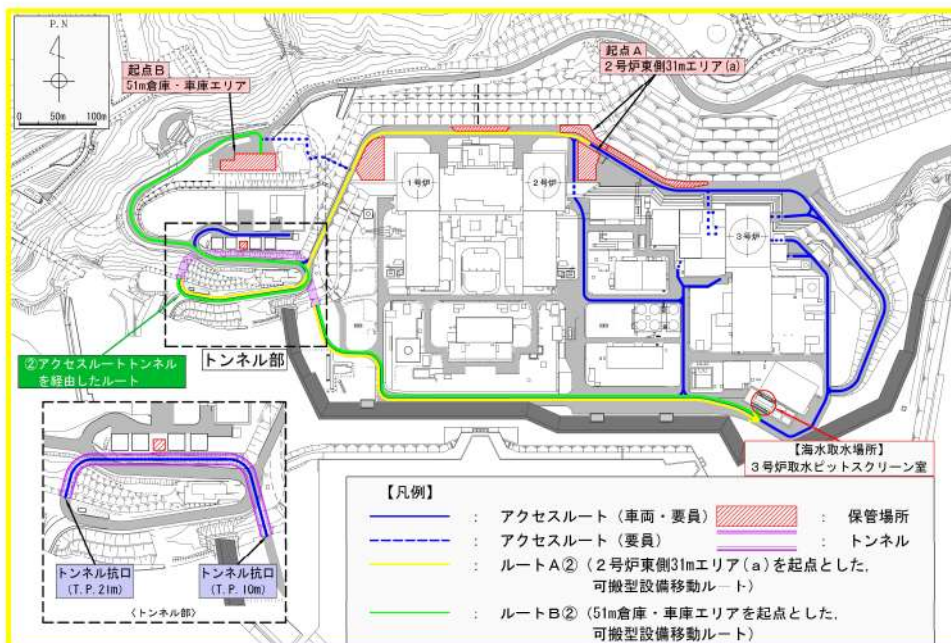 P.N
0 50m 100m
起点B
51m倉庫・車庫エリア
起点A
2号炉東側31mエリア(a)
1号炉
2号炉
3号炉
②アクセスルートトンネル
を経由したルート
トンネル部
【海水取水場所】
3号炉取水ピットスクリーン室
トンネル抗口
(T.P.21m)
トンネル抗口
(T.P.10m)
〈トンネル部〉
【凡例】
: アクセスルート(車両・要員)
: 保管場所
: アクセスルート(要員)
: トンネル
: ルートA②(2号炉東側31mエリア(a)を起点とした,
可搬型設備移動ルート)
: ルートB②(51m倉庫・車庫エリアを起点とした,
可搬型設備移動ルート)